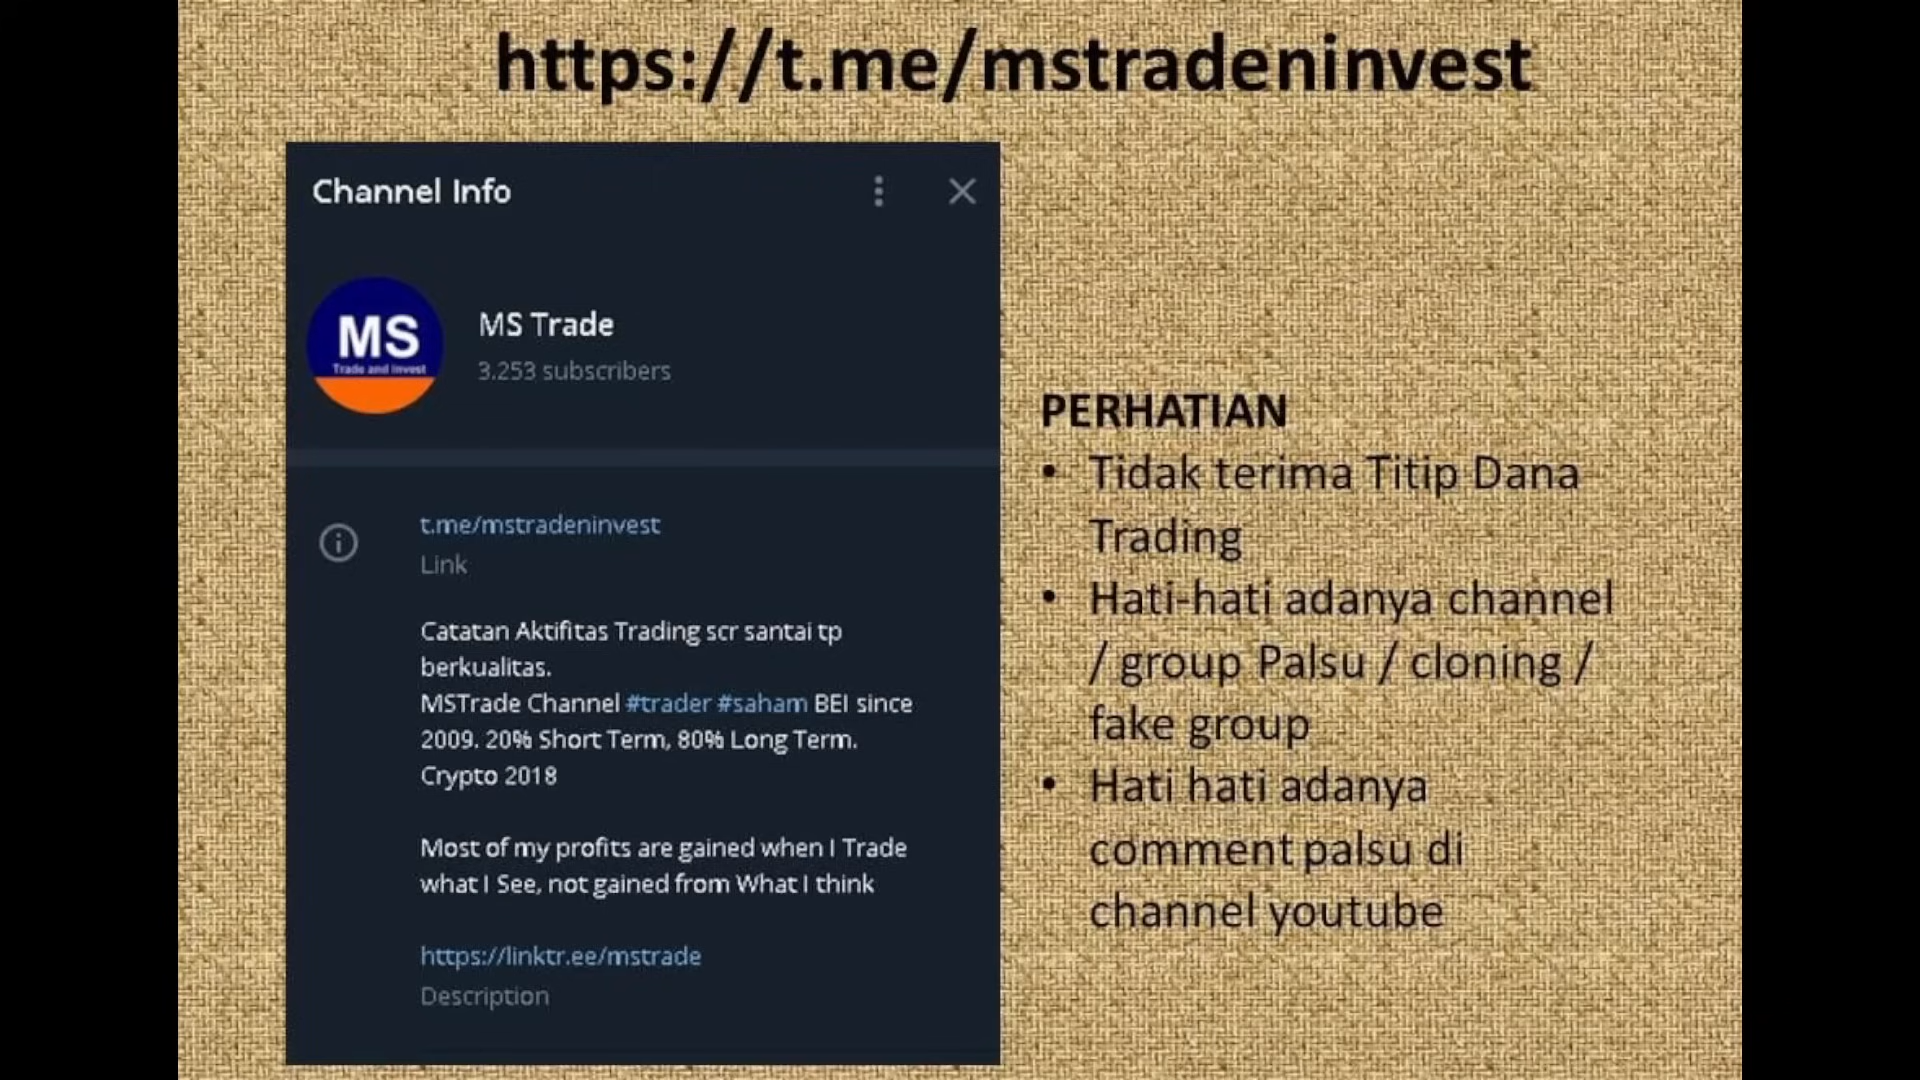 https://t.me/mstradeninvest
Channel Info
MS
Trade and Invest
MS Trade
3.253 subscribers
t.me/mstradeninvest
Link
Catatan Aktifitas Trading scr santai tp
berkualitas.
MSTrade Channel #trader #saham BEI since
2009. 20% Short Term, 80% Long Term.
Crypto 2018
Most of my profits are gained when I Trade
what I See, not gained from What I think
https://linktr.ee/mstrade
Description
PERHATIAN
• Tidak terima Titip Dana
Trading
• Hati-hati adanya channel
/ group Palsu / cloning /
fake group
• Hati hati adanya
comment palsu di
channel youtube